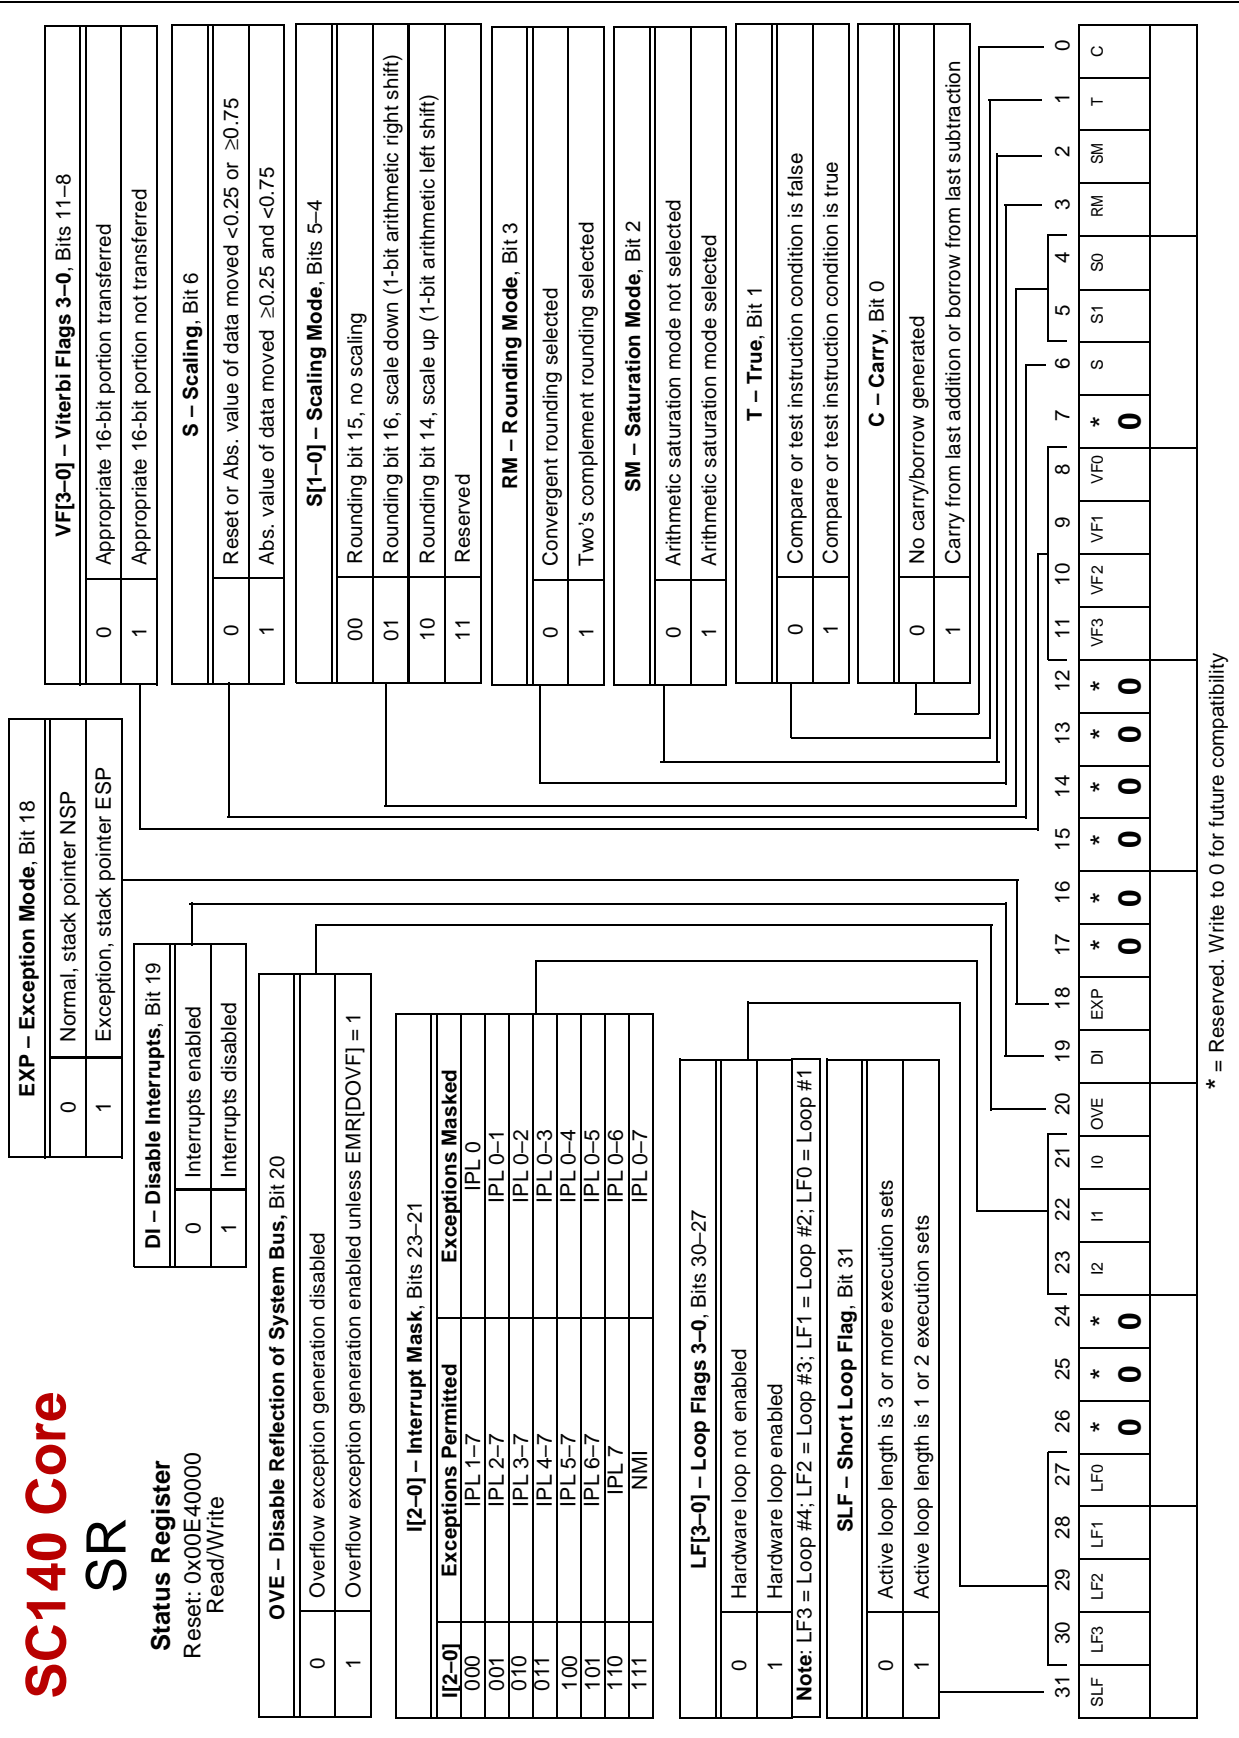 SC140 Core
SR
Status Register
Reset: 0x00E40000
Read/Write
EXP – Exception Mode, Bit 18
0 Normal, stack pointer NSP
1 Exception, stack pointer ESP
DI – Disable Interrupts, Bit 19
0 Interrupts enabled
1 Interrupts disabled
OVE – Disable Reflection of System Bus, Bit 20
0 Overflow exception generation disabled
1 Overflow exception generation enabled unless EMR[DOVF] = 1
I[2–0] – Interrupt Mask, Bits 23–21
I[2–0] Exceptions Permitted Exceptions Masked
000 IPL 1–7 IPL 0
001 IPL 2–7 IPL 0–1
010 IPL 3–7 IPL 0–2
011 IPL 4–7 IPL 0–3
100 IPL 5–7 IPL 0–4
101 IPL 6–7 IPL 0–5
110 IPL 7 IPL 0–6
111 NMI IPL 0–7
LF[3–0] – Loop Flags 3–0, Bits 30–27
0 Hardware loop not enabled
1 Hardware loop enabled
Note: LF3 = Loop #4; LF2 = Loop #3; LF1 = Loop #2; LF0 = Loop #1
SLF – Short Loop Flag, Bit 31
0 Active loop length is 3 or more execution sets
1 Active loop length is 1 or 2 execution sets
VF[3–0] – Viterbi Flags 3–0, Bits 11–8
0 Appropriate 16-bit portion transferred
1 Appropriate 16-bit portion not transferred
S – Scaling, Bit 6
0 Reset or Abs. value of data moved <0.25 or ≥0.75
1 Abs. value of data moved ≥0.25 and <0.75
S[1–0] – Scaling Mode, Bits 5–4
00 Rounding bit 15, no scaling
01 Rounding bit 16, scale down (1-bit arithmetic right shift)
10 Rounding bit 14, scale up (1-bit arithmetic left shift)
11 Reserved
RM – Rounding Mode, Bit 3
0 Convergent rounding selected
1 Two's complement rounding selected
SM – Saturation Mode, Bit 2
0 Arithmetic saturation mode not selected
1 Arithmetic saturation mode selected
T – True, Bit 1
0 Compare or test instruction condition is false
1 Compare or test instruction condition is true
C – Carry, Bit 0
0 No carry/borrow generated
1 Carry from last addition or borrow from last subtraction
31 30 29 28 27 26 25 24 23 22 21 20 19 18 17 16 15 14 13 12 11 10 9 8 7 6 5 4 3 2 1 0
SLF LF3 LF2 LF1 LF0 * * * I2 I1 I0 OVE DI EXP * * * * * * VF3 VF2 VF1 VF0 * S S1 S0 RM SM T C
0 0 0 0 0 0 0 0 0 0
* = Reserved. Write to 0 for future compatibility